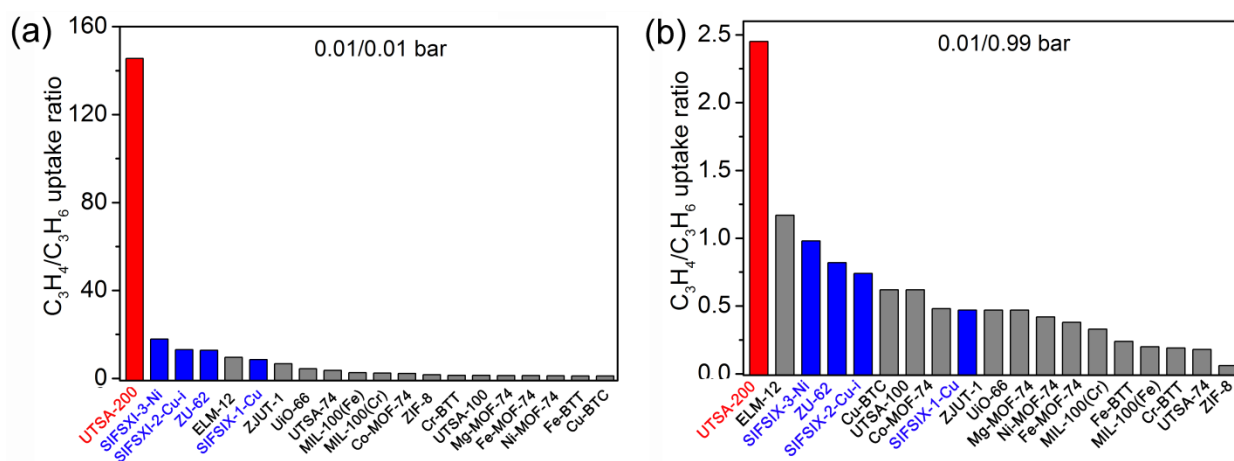 (a)
160
120
80
40
0
C₃H₄/C₃H₆ uptake ratio
0.01/0.01 bar
UTSA-200
SIFSXI-3-Ni
SIFSXI-2-Cu-i
ZU-62
ELM-12
SIFSIX-1-Cu
ZJUT-1
UiO-66
UTSA-74
MIL-100(Fe)
MIL-100(Cr)
Co-MOF-74
ZIF-8
Cr-BTT
UTSA-100
Mg-MOF-74
Fe-MOF-74
Ni-MOF-74
Fe-BTT
Cu-BTC
(b)
2.5
2.0
1.5
1.0
0.5
0.0
C₃H₄/C₃H₆ uptake ratio
0.01/0.99 bar
UTSA-200
ELM-12
SIFSIX-3-Ni
ZU-62
SIFSIX-2-Cu-i
Cu-BTC
UTSA-100
Co-MOF-74
SIFSIX-1-Cu
ZJUT-1
UiO-66
Mg-MOF-74
Ni-MOF-74
Fe-MOF-74
MIL-100(Cr)
Fe-BTT
MIL-100(Fe)
Cr-BTT
UTSA-74
ZIF-8